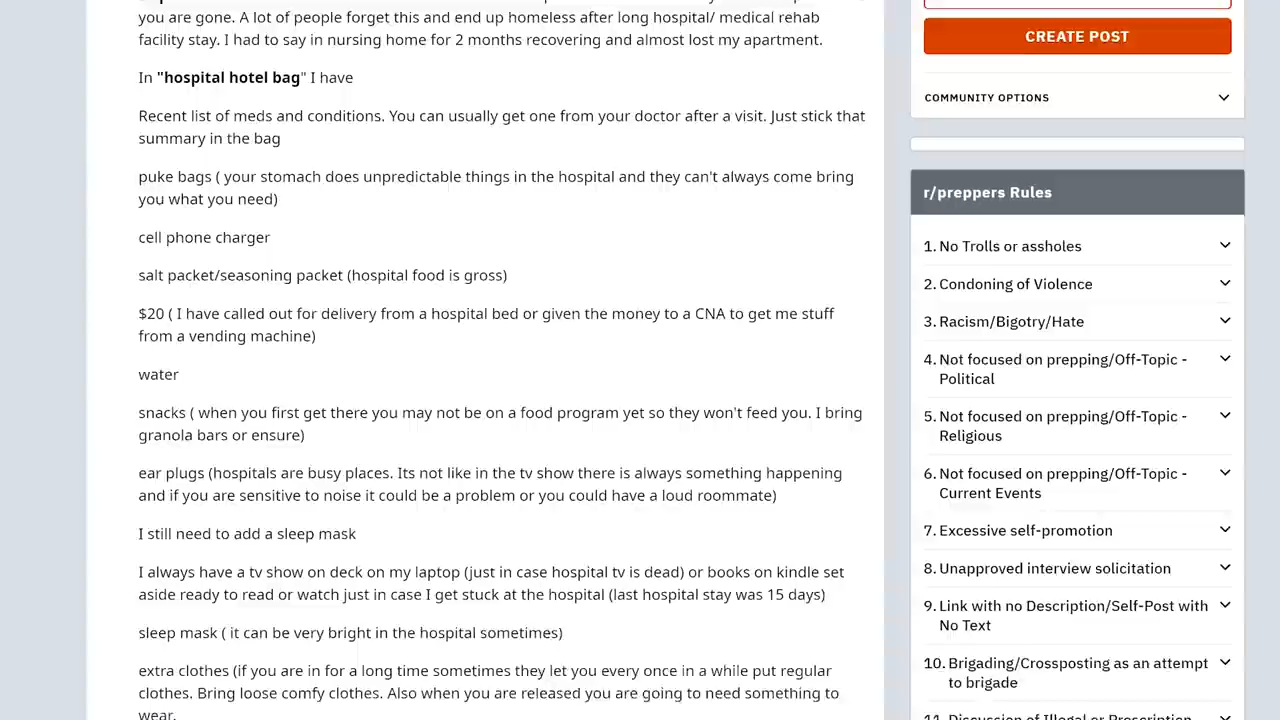 you are gone. A lot of people forget this and end up homeless after long hospital/ medical rehab
facility stay. I had to say in nursing home for 2 months recovering and almost lost my apartment.
In "hospital hotel bag" I have
Recent list of meds and conditions. You can usually get one from your doctor after a visit. Just stick that
summary in the bag
puke bags ( your stomach does unpredictable things in the hospital and they can't always come bring
you what you need)
cell phone charger
salt packet/seasoning packet (hospital food is gross)
$20 ( I have called out for delivery from a hospital bed or given the money to a CNA to get me stuff
from a vending machine)
water
snacks ( when you first get there you may not be on a food program yet so they won't feed you. I bring
granola bars or ensure)
ear plugs (hospitals are busy places. Its not like in the tv show there is always something happening
and if you are sensitive to noise it could be a problem or you could have a loud roommate)
I still need to add a sleep mask
I always have a tv show on deck on my laptop (just in case hospital tv is dead) or books on kindle set
aside ready to read or watch just in case I get stuck at the hospital (last hospital stay was 15 days)
sleep mask ( it can be very bright in the hospital sometimes)
extra clothes (if you are in for a long time sometimes they let you every once in a while put regular
clothes. Bring loose comfy clothes. Also when you are released you are going to need something to
wear.
CREATE POST
COMMUNITY OPTIONS
r/preppers Rules
1. No Trolls or assholes
2. Condoning of Violence
3. Racism/Bigotry/Hate
4. Not focused on prepping/Off-Topic -
Political
5. Not focused on prepping/Off-Topic -
Religious
6. Not focused on prepping/Off-Topic -
Current Events
7. Excessive self-promotion
8. Unapproved interview solicitation
9. Link with no Description/Self-Post with
No Text
10. Brigading/Crossposting as an attempt
to brigade
11. Discussion of Illegal or Prescription